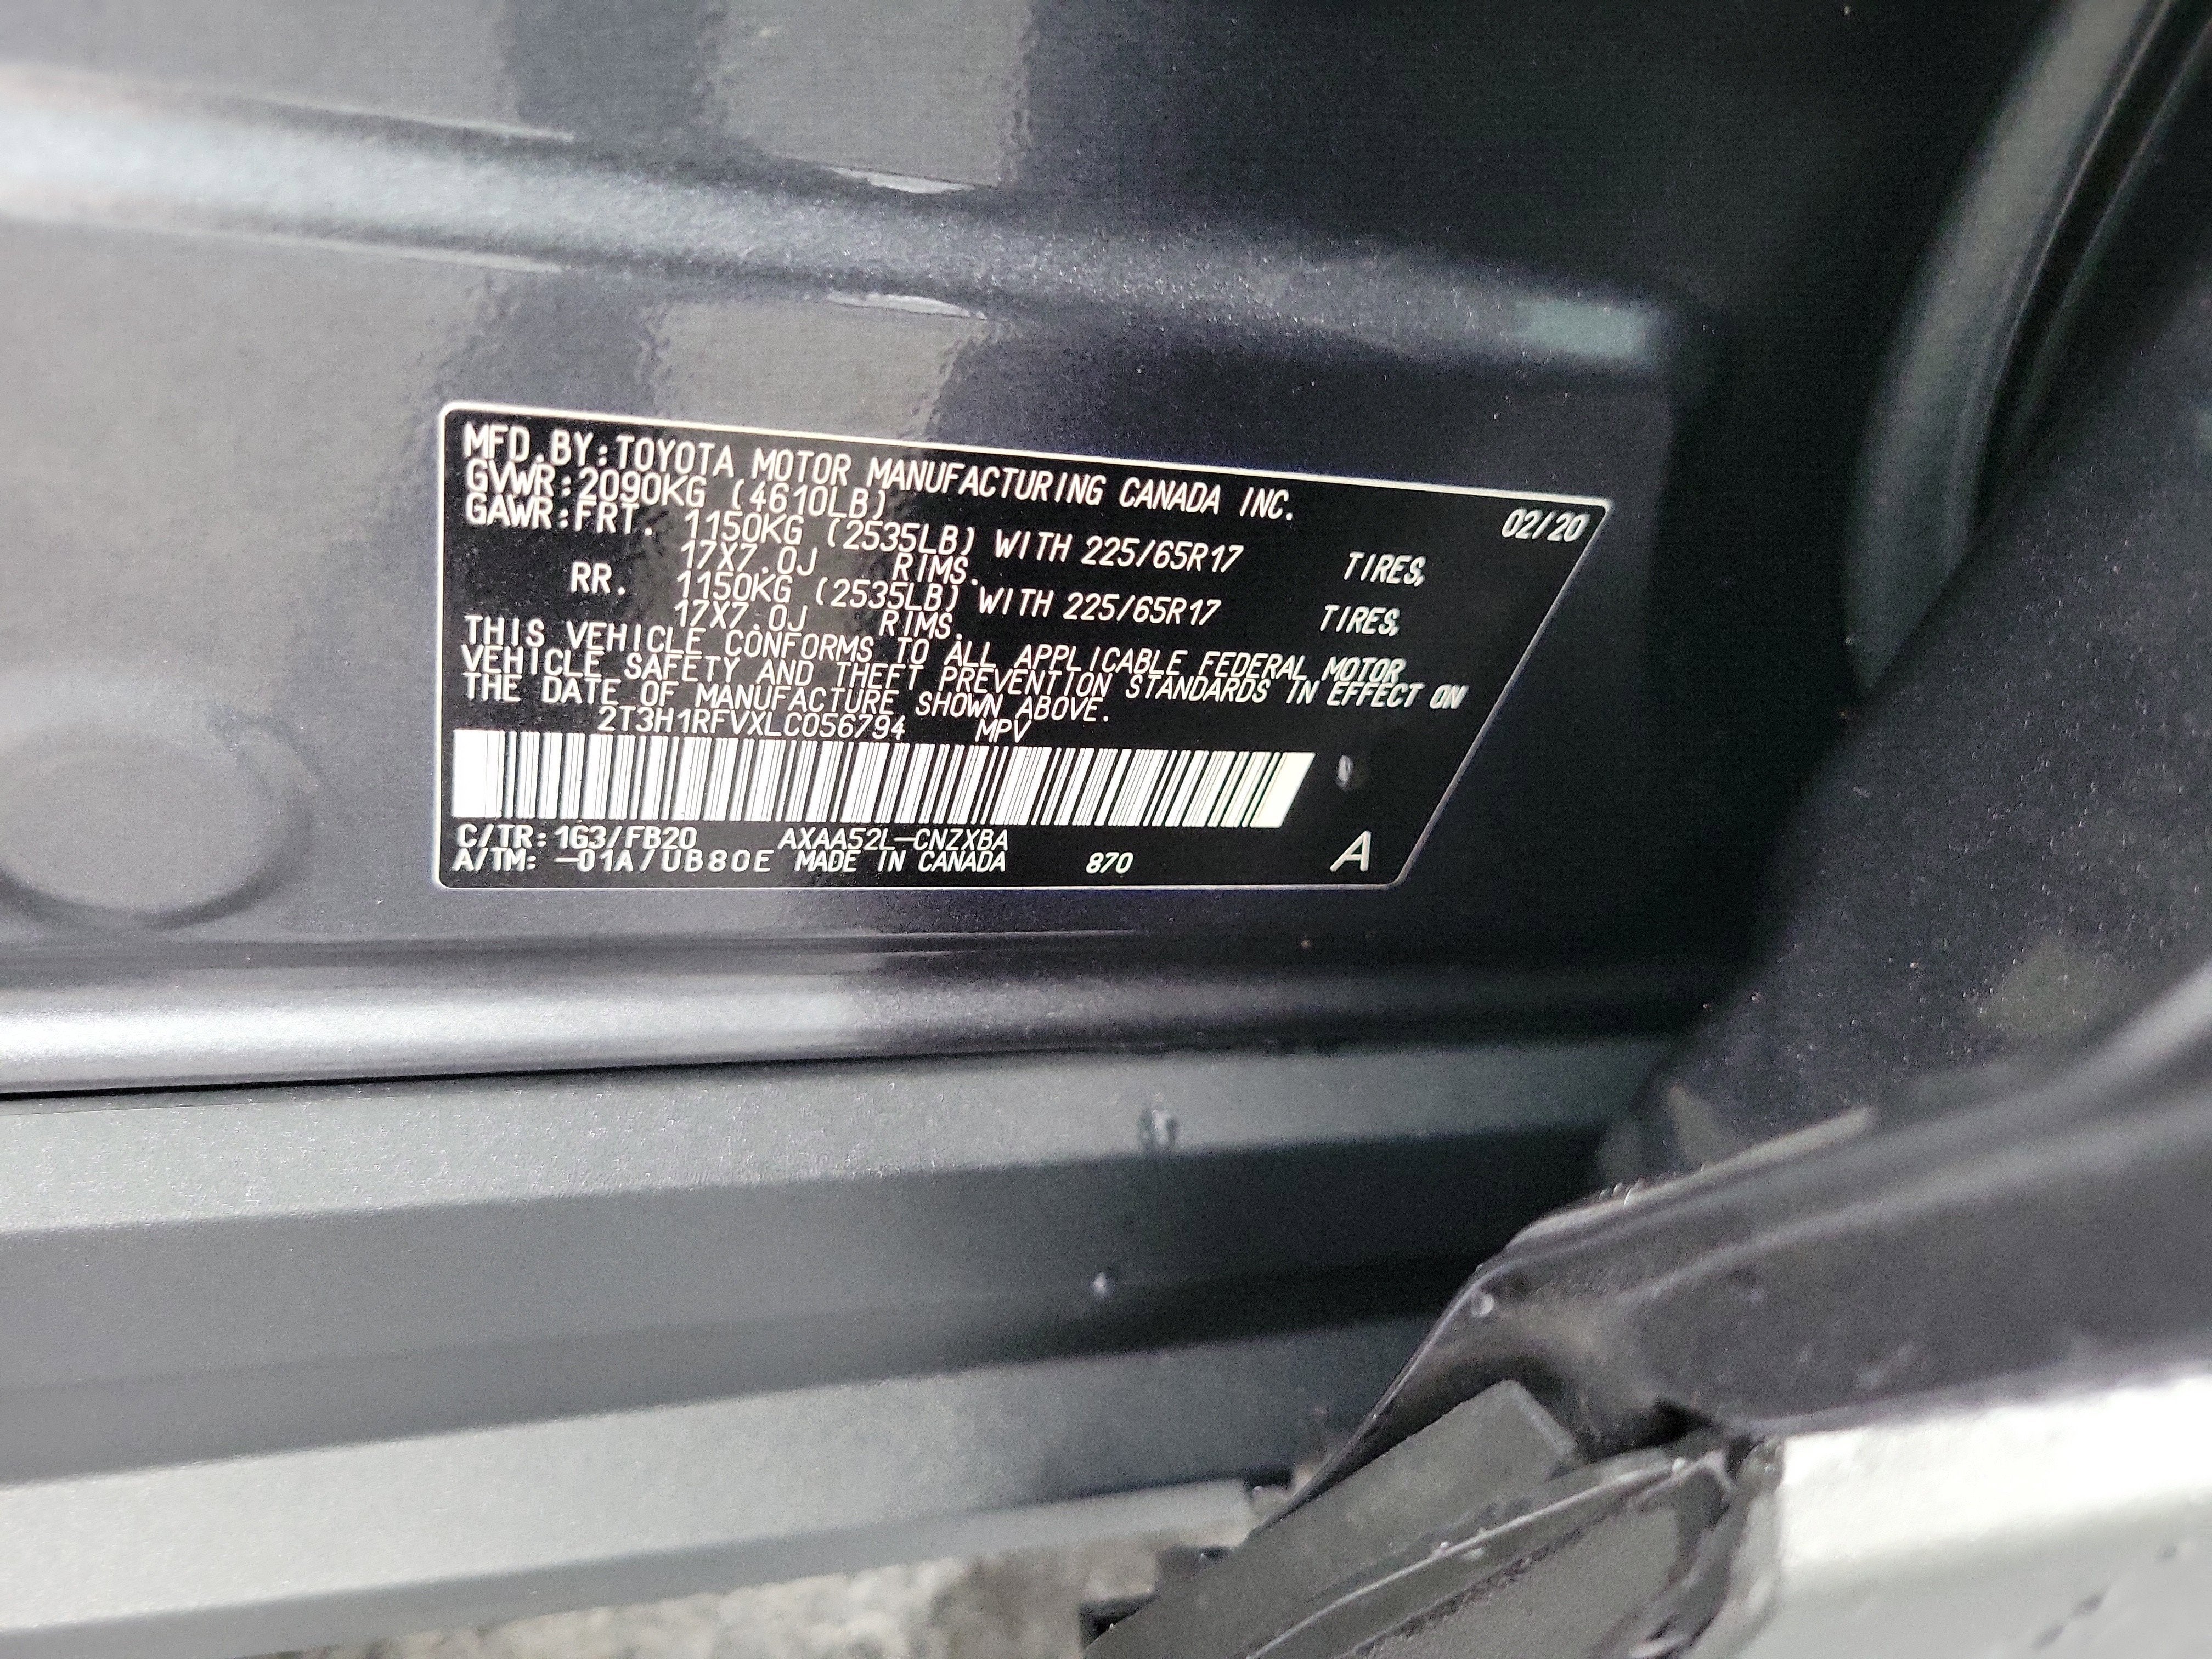 MFD.BY:TOYOTA MOTOR MANUFACTURING CANADA INC. 02/20
GVWR:2090KG (4610LB)
GAWR:FRT. 1150KG (2535LB) WITH 225/65R17 TIRES,
17X7.0J RIMS.
RR. 1150KG (2535LB) WITH 225/65R17 TIRES,
17X7.0J RIMS.
THIS VEHICLE CONFORMS TO ALL APPLICABLE FEDERAL MOTOR
VEHICLE SAFETY AND THEFT PREVENTION STANDARDS IN EFFECT ON
THE DATE OF MANUFACTURE SHOWN ABOVE.
2T3H1RFVXLC056794 MPV
C/TR:1G3/FB20 AXAA52L-CNZXBA
A/TM: -01A/UB80E MADE IN CANADA 870 A